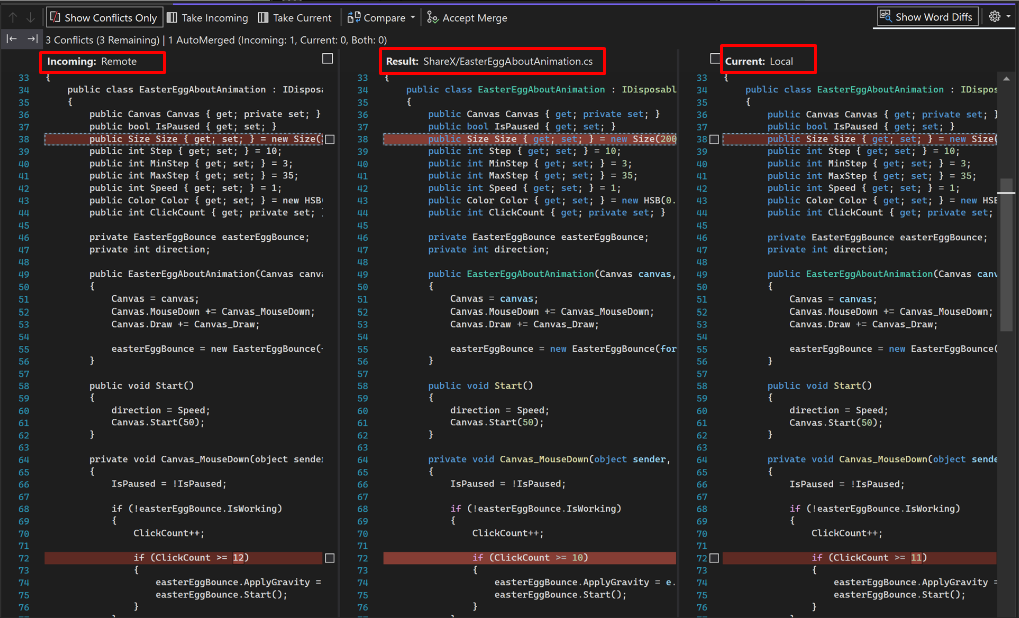 Show Conflicts Only Take Incoming Take Current Compare Accept Merge Show Word Diffs
3 Conflicts (3 Remaining) | 1 AutoMerged (Incoming: 1, Current: 0, Both: 0)
Incoming: Remote
33 {
34 public class EasterEggAboutAnimation : IDispos
35 {
36 public Canvas Canvas { get; private set; }
37 public bool IsPaused { get; set; }
38 public Size Size { get; set; } = new Size(
39 public int Step { get; set; } = 10;
40 public int MinStep { get; set; } = 3;
41 public int MaxStep { get; set; } = 35;
42 public int Speed { get; set; } = 1;
43 public Color Color { get; set; } = new HSB(
44 public int ClickCount { get; private set;
45
46 private EasterEggBounce easterEggBounce;
47 private int direction;
48
49 public EasterEggAboutAnimation(Canvas canv
50 {
51 Canvas = canvas;
52 Canvas.MouseDown += Canvas_MouseDown;
53 Canvas.Draw += Canvas_Draw;
54
55 easterEggBounce = new EasterEggBounce(
56 }
57
58 public void Start()
59 {
60 direction = Speed;
61 Canvas.Start(50);
62 }
63
64 private void Canvas_MouseDown(object sende
65 {
66 IsPaused = !IsPaused;
67
68 if (!easterEggBounce.IsWorking)
69 {
70 ClickCount++;
71
72 if (ClickCount >= 12)
73 {
74 easterEggBounce.ApplyGravity =
75 easterEggBounce.Start();
76 }
Result: ShareX/EasterEggAboutAnimation.cs
33 {
34 public class EasterEggAboutAnimation : IDisposabl
35 {
36 public Canvas Canvas { get; private set; }
37 public bool IsPaused { get; set; }
38 public Size Size { get; set; } = new Size(200
39 public int Step { get; set; } = 10;
40 public int MinStep { get; set; } = 3;
41 public int MaxStep { get; set; } = 35;
42 public int Speed { get; set; } = 1;
43 public Color Color { get; set; } = new HSB(0.
44 public int ClickCount { get; private set; }
45
46 private EasterEggBounce easterEggBounce;
47 private int direction;
48
49 public EasterEggAboutAnimation(Canvas canvas,
50 {
51 Canvas = canvas;
52 Canvas.MouseDown += Canvas_MouseDown;
53 Canvas.Draw += Canvas_Draw;
54
55 easterEggBounce = new EasterEggBounce(for
56 }
57
58 public void Start()
59 {
60 direction = Speed;
61 Canvas.Start(50);
62 }
63
64 private void Canvas_MouseDown(object sender,
65 {
66 IsPaused = !IsPaused;
67
68 if (!easterEggBounce.IsWorking)
69 {
70 ClickCount++;
71
72 if (ClickCount >= 10)
73 {
74 easterEggBounce.ApplyGravity = e.
75 easterEggBounce.Start();
76 }
Current: Local
33 {
34 public class EasterEggAboutAnimation : IDispos
35 {
36 public Canvas Canvas { get; private set; }
37 public bool IsPaused { get; set; }
38 public Size Size { get; set; } = new Size(
39 public int Step { get; set; } = 10;
40 public int MinStep { get; set; } = 3;
41 public int MaxStep { get; set; } = 35;
42 public int Speed { get; set; } = 1;
43 public Color Color { get; set; } = new HSB
44 public int ClickCount { get; private set;
45
46 private EasterEggBounce easterEggBounce;
47 private int direction;
48
49 public EasterEggAboutAnimation(Canvas canv
50 {
51 Canvas = canvas;
52 Canvas.MouseDown += Canvas_MouseDown;
53 Canvas.Draw += Canvas_Draw;
54
55 easterEggBounce = new EasterEggBounce(
56 }
57
58 public void Start()
59 {
60 direction = Speed;
61 Canvas.Start(50);
62 }
63
64 private void Canvas_MouseDown(object sende
65 {
66 IsPaused = !IsPaused;
67
68 if (!easterEggBounce.IsWorking)
69 {
70 ClickCount++;
71
72 if (ClickCount >= 11)
73 {
74 easterEggBounce.ApplyGravity =
75 easterEggBounce.Start();
76 }